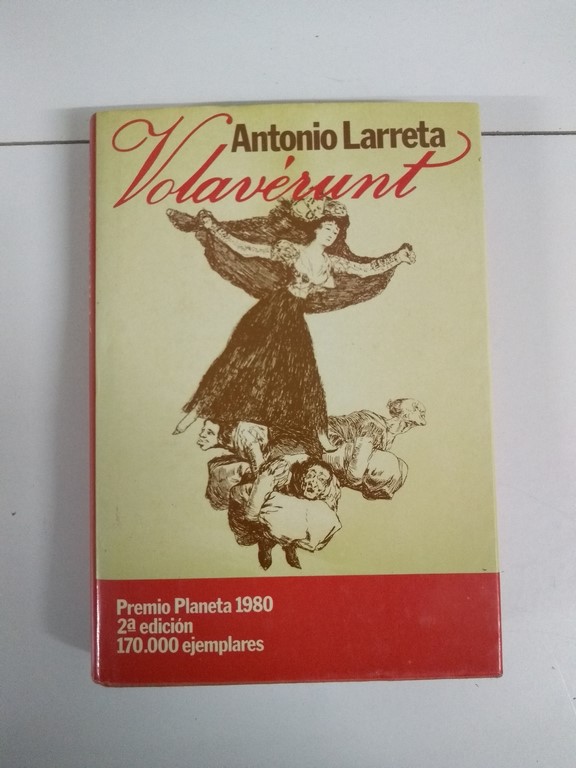 Antonio Larreta
Volavérunt
Premio Planeta 1980
2ª edición
170.000 ejemplares